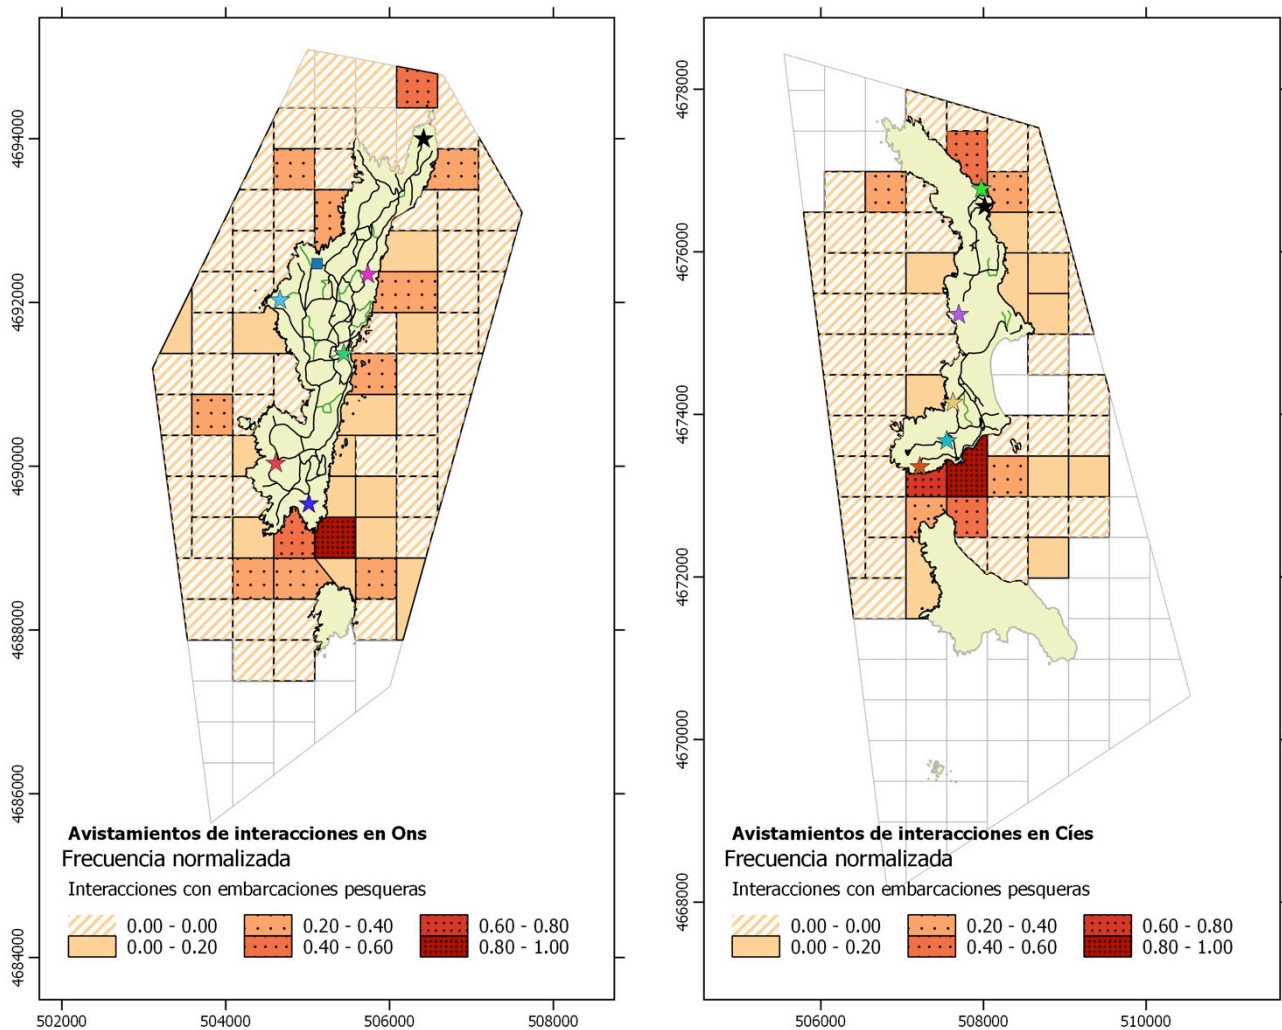 4694000
4692000
4690000
4688000
4686000
4684000
Avistamientos de interacciones en Ons
Frecuencia normalizada
Interacciones con embarcaciones pesqueras
0.00 - 0.00
0.20 - 0.40
0.60 - 0.80
0.00 - 0.20
0.40 - 0.60
0.80 - 1.00
502000
504000
506000
508000
4678000
4676000
4674000
4672000
4670000
4668000
Avistamientos de interacciones en Cíes
Frecuencia normalizada
Interacciones con embarcaciones pesqueras
0.00 - 0.00
0.20 - 0.40
0.60 - 0.80
0.00 - 0.20
0.40 - 0.60
0.80 - 1.00
506000
508000
510000